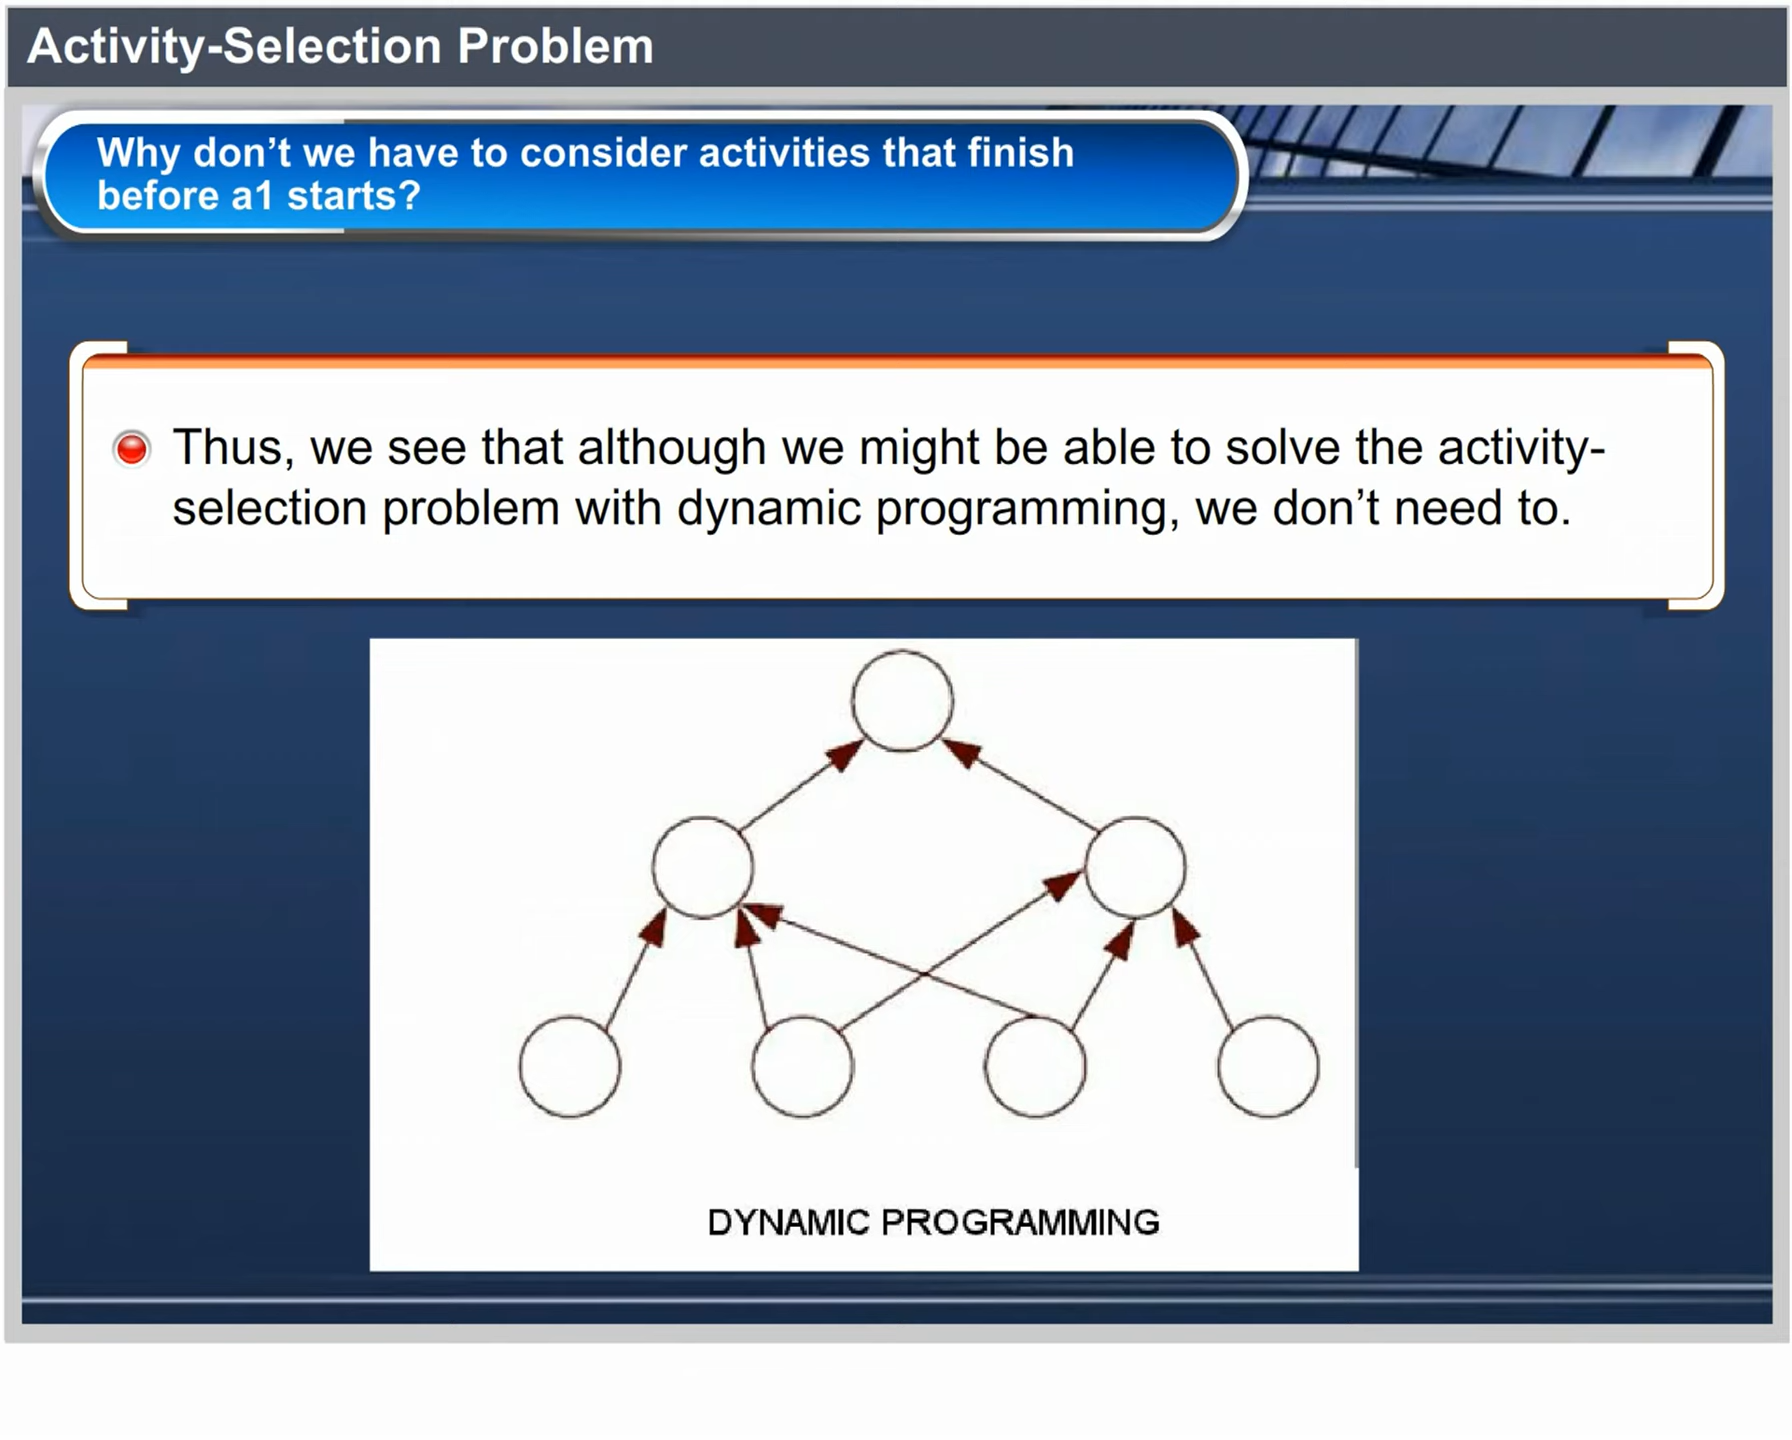 Activity-Selection Problem
Why don’t we have to consider activities that finish
before a1 starts?
Thus, we see that although we might be able to solve the activity-
selection problem with dynamic programming, we don’t need to.
DYNAMIC PROGRAMMING